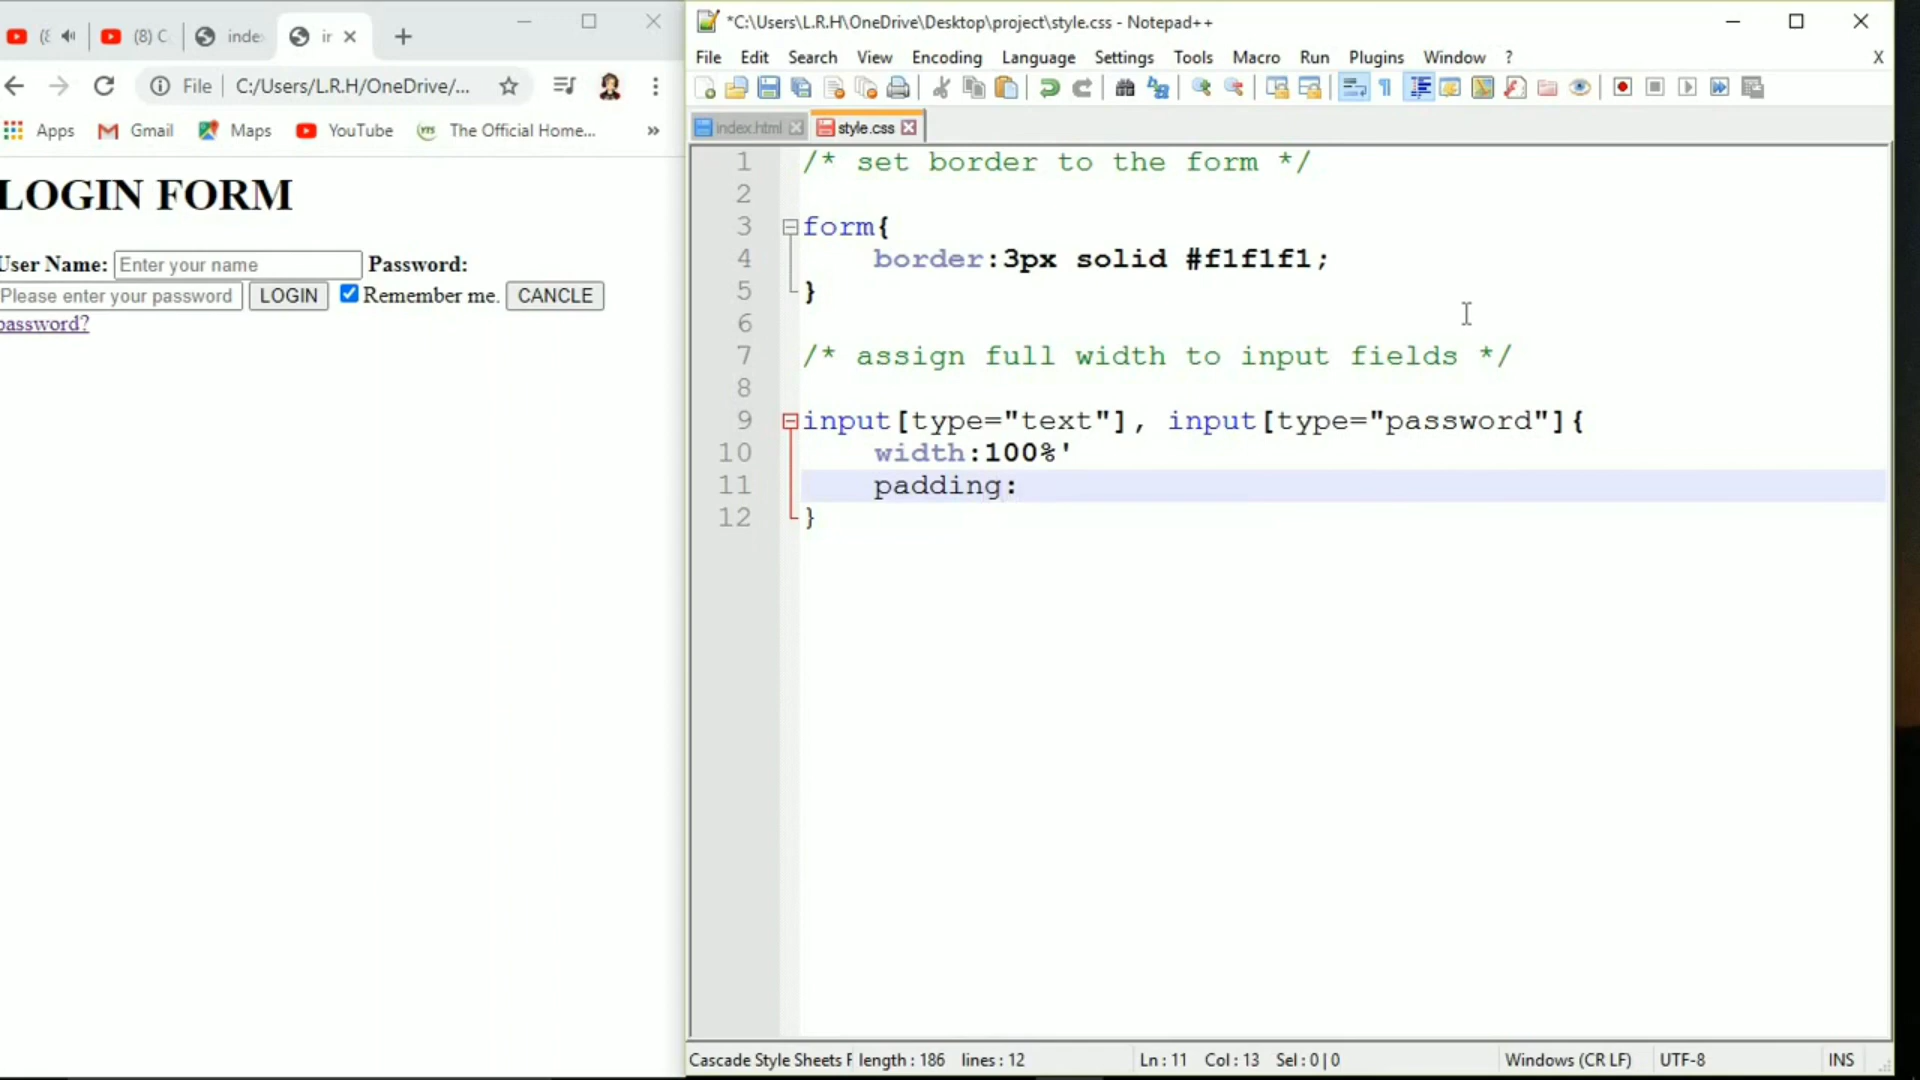 (8
(8) C
inde
ir
File
C:/Users/L.R.H/OneDrive/...
Apps
Gmail
Maps
YouTube
The Official Home...
»
LOGIN FORM
User Name: Enter your name Password:
Please enter your password LOGIN Remember me. CANCLE
password?
*C:\Users\L.R.H\OneDrive\Desktop\project\style.css - Notepad++
File Edit Search View Encoding Language Settings Tools Macro Run Plugins Window ? X
index.html style.css
1 /* set border to the form */
2
3 form{
4 border:3px solid #f1f1f1;
5 }
6
7 /* assign full width to input fields */
8
9 input[type="text"], input[type="password"]{
10 width:100%'
11 padding:
12 }
Cascade Style Sheets F length : 186 lines : 12 Ln : 11 Col : 13 Sel : 0 | 0 Windows (CR LF) UTF-8 INS